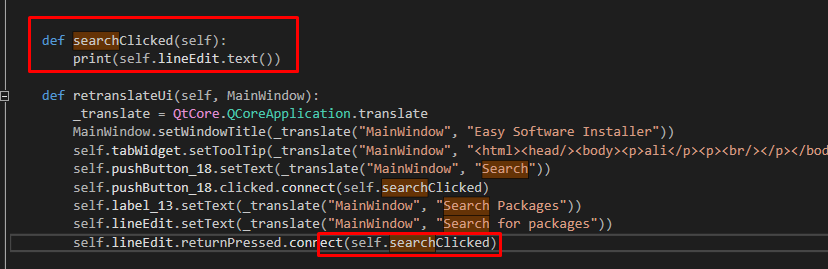 def searchClicked(self):
print(self.lineEdit.text())
def retranslateUi(self, MainWindow):
_translate = QtCore.QCoreApplication.translate
MainWindow.setWindowTitle(_translate("MainWindow", "Easy Software Installer"))
self.tabWidget.setToolTip(_translate("MainWindow", "<html><head/><body><p>ali</p><p><br/></p></bod
self.pushButton_18.setText(_translate("MainWindow", "Search"))
self.pushButton_18.clicked.connect(self.searchClicked)
self.label_13.setText(_translate("MainWindow", "Search Packages"))
self.lineEdit.setText(_translate("MainWindow", "Search for packages"))
self.lineEdit.returnPressed.connect(self.searchClicked)